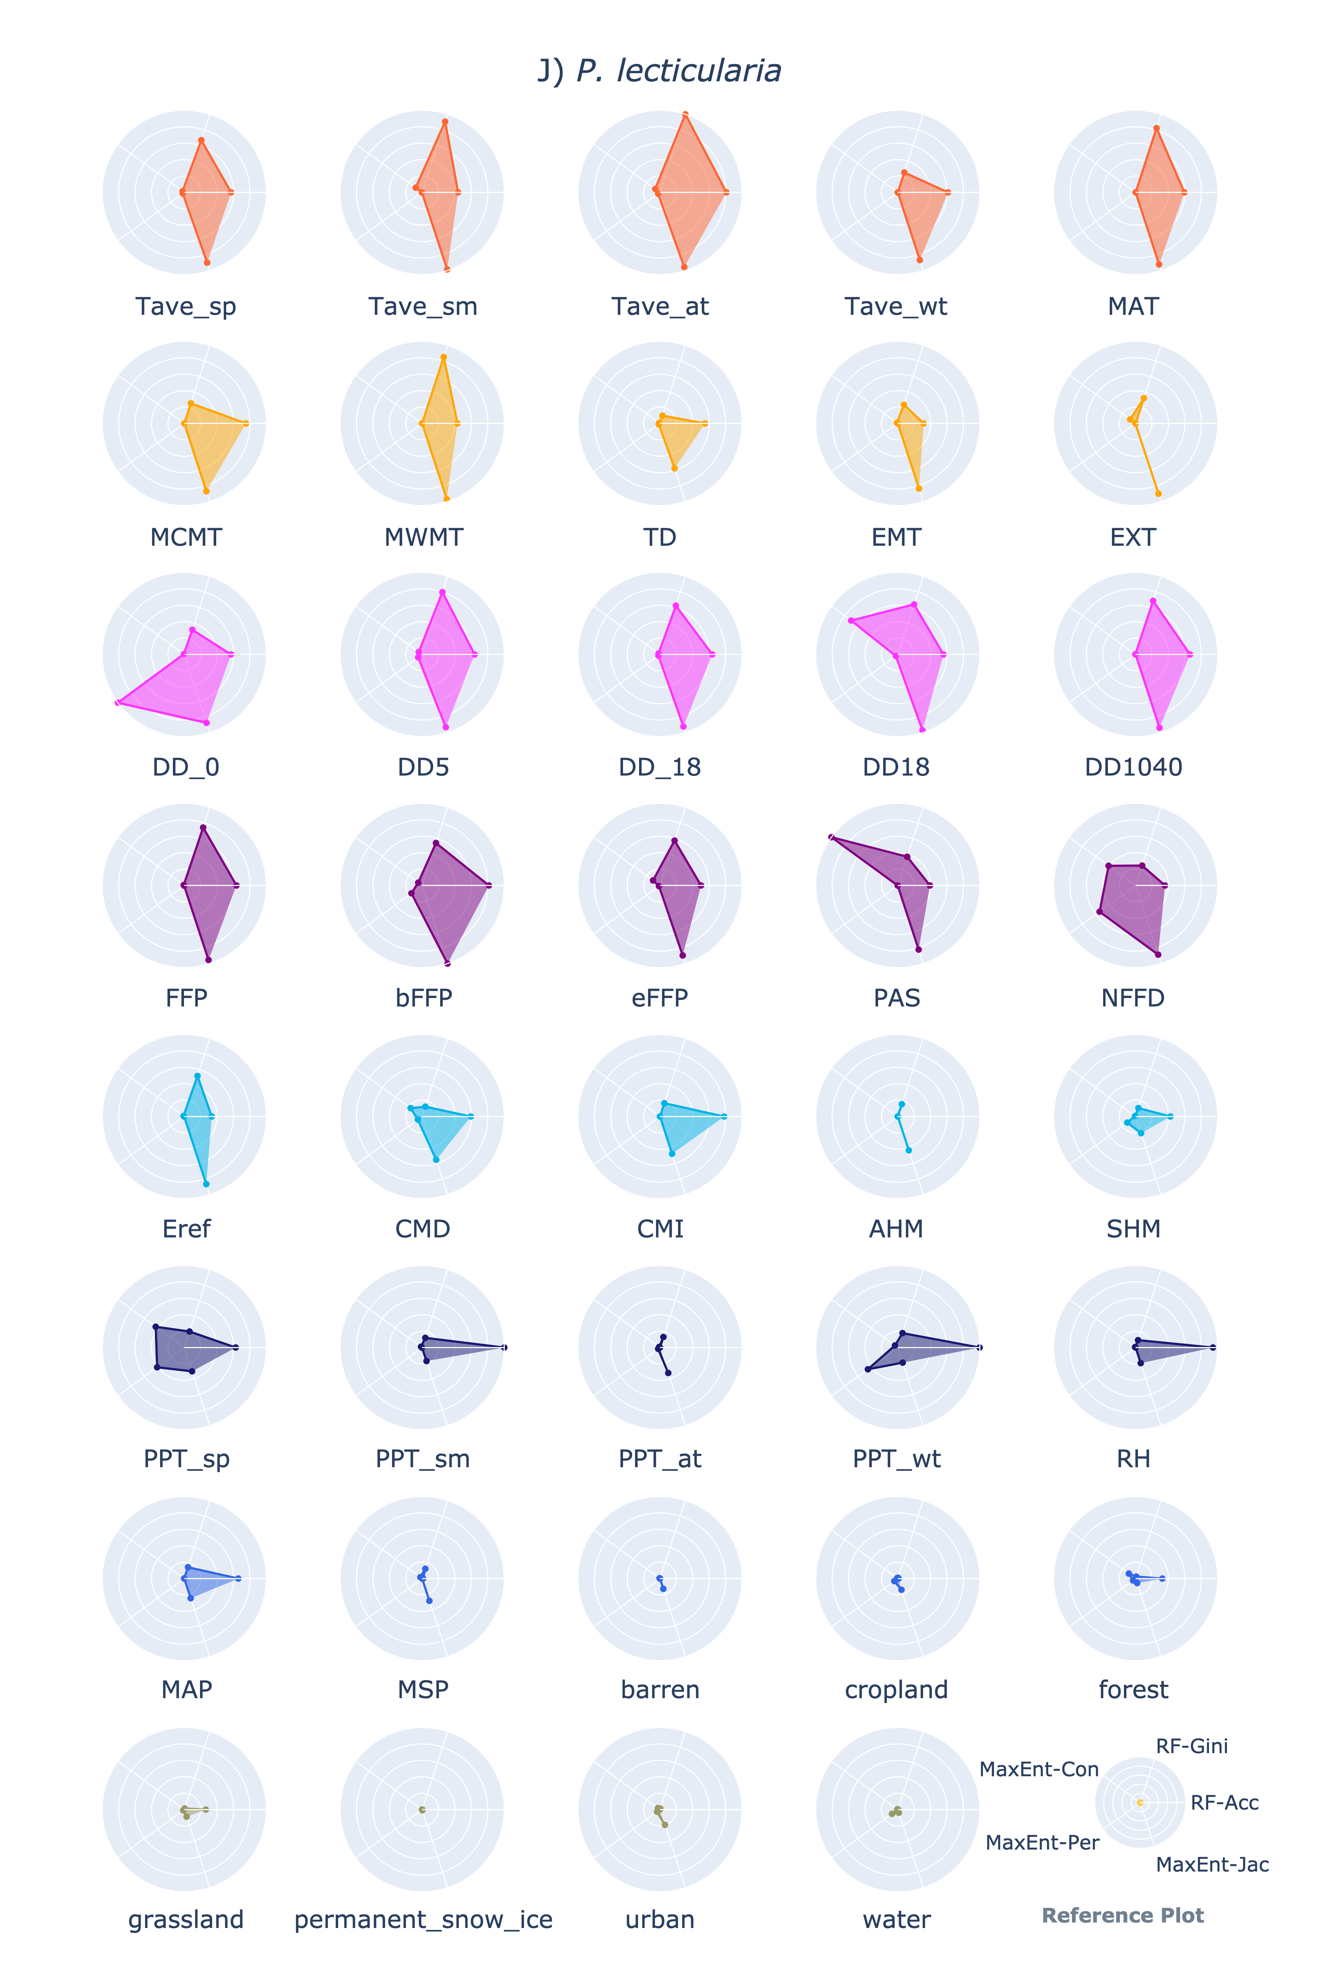 J) P. lecticularia
Tave_sp Tave_sm Tave_at Tave_wt MAT
MCMT MWMT TD EMT EXT
DD_0 DD5 DD_18 DD18 DD1040
FFP bFFP eFFP PAS NFFD
Eref CMD CMI AHM SHM
PPT_sp PPT_sm PPT_at PPT_wt RH
MAP MSP barren cropland forest
RF-Gini
MaxEnt-Con
RF-Acc
MaxEnt-Per
MaxEnt-Jac
grassland permanent_snow_ice urban water Reference Plot